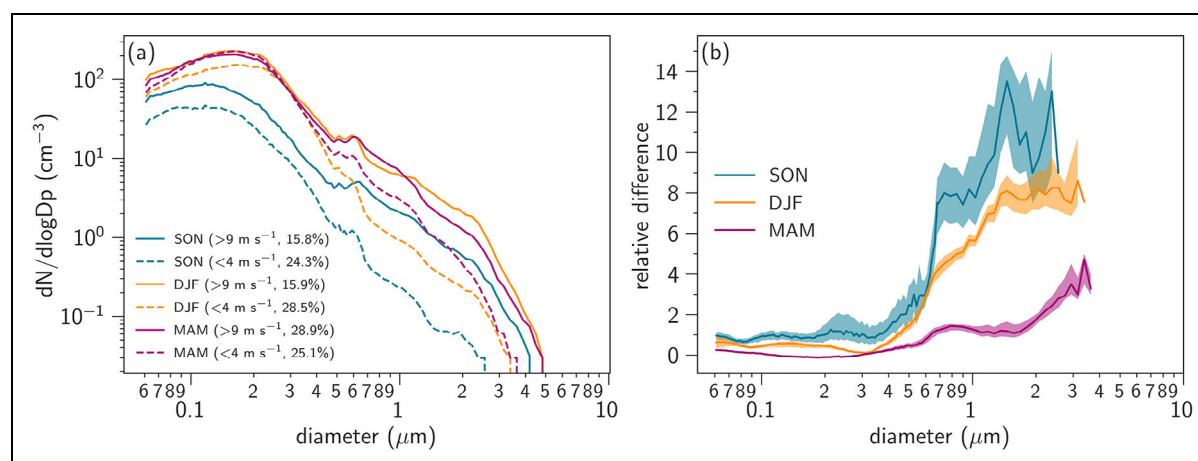 (a)
dN/dlogDp (cm⁻³)
10²
10¹
10⁰
10⁻¹
SON (>9 m s⁻¹, 15.8%)
SON (<4 m s⁻¹, 24.3%)
DJF (>9 m s⁻¹, 15.9%)
DJF (<4 m s⁻¹, 28.5%)
MAM (>9 m s⁻¹, 28.9%)
MAM (<4 m s⁻¹, 25.1%)
6 7 8 9 2 3 4 5 6 7 8 9 2 3 4 5 6 7 8 9
0.1 1 10
diameter (μm)
(b)
relative difference
14
12
10
8
6
4
2
0
SON
DJF
MAM
6 7 8 9 2 3 4 5 6 7 8 9 2 3 4 5 6 7 8 9
0.1 1 10
diameter (μm)